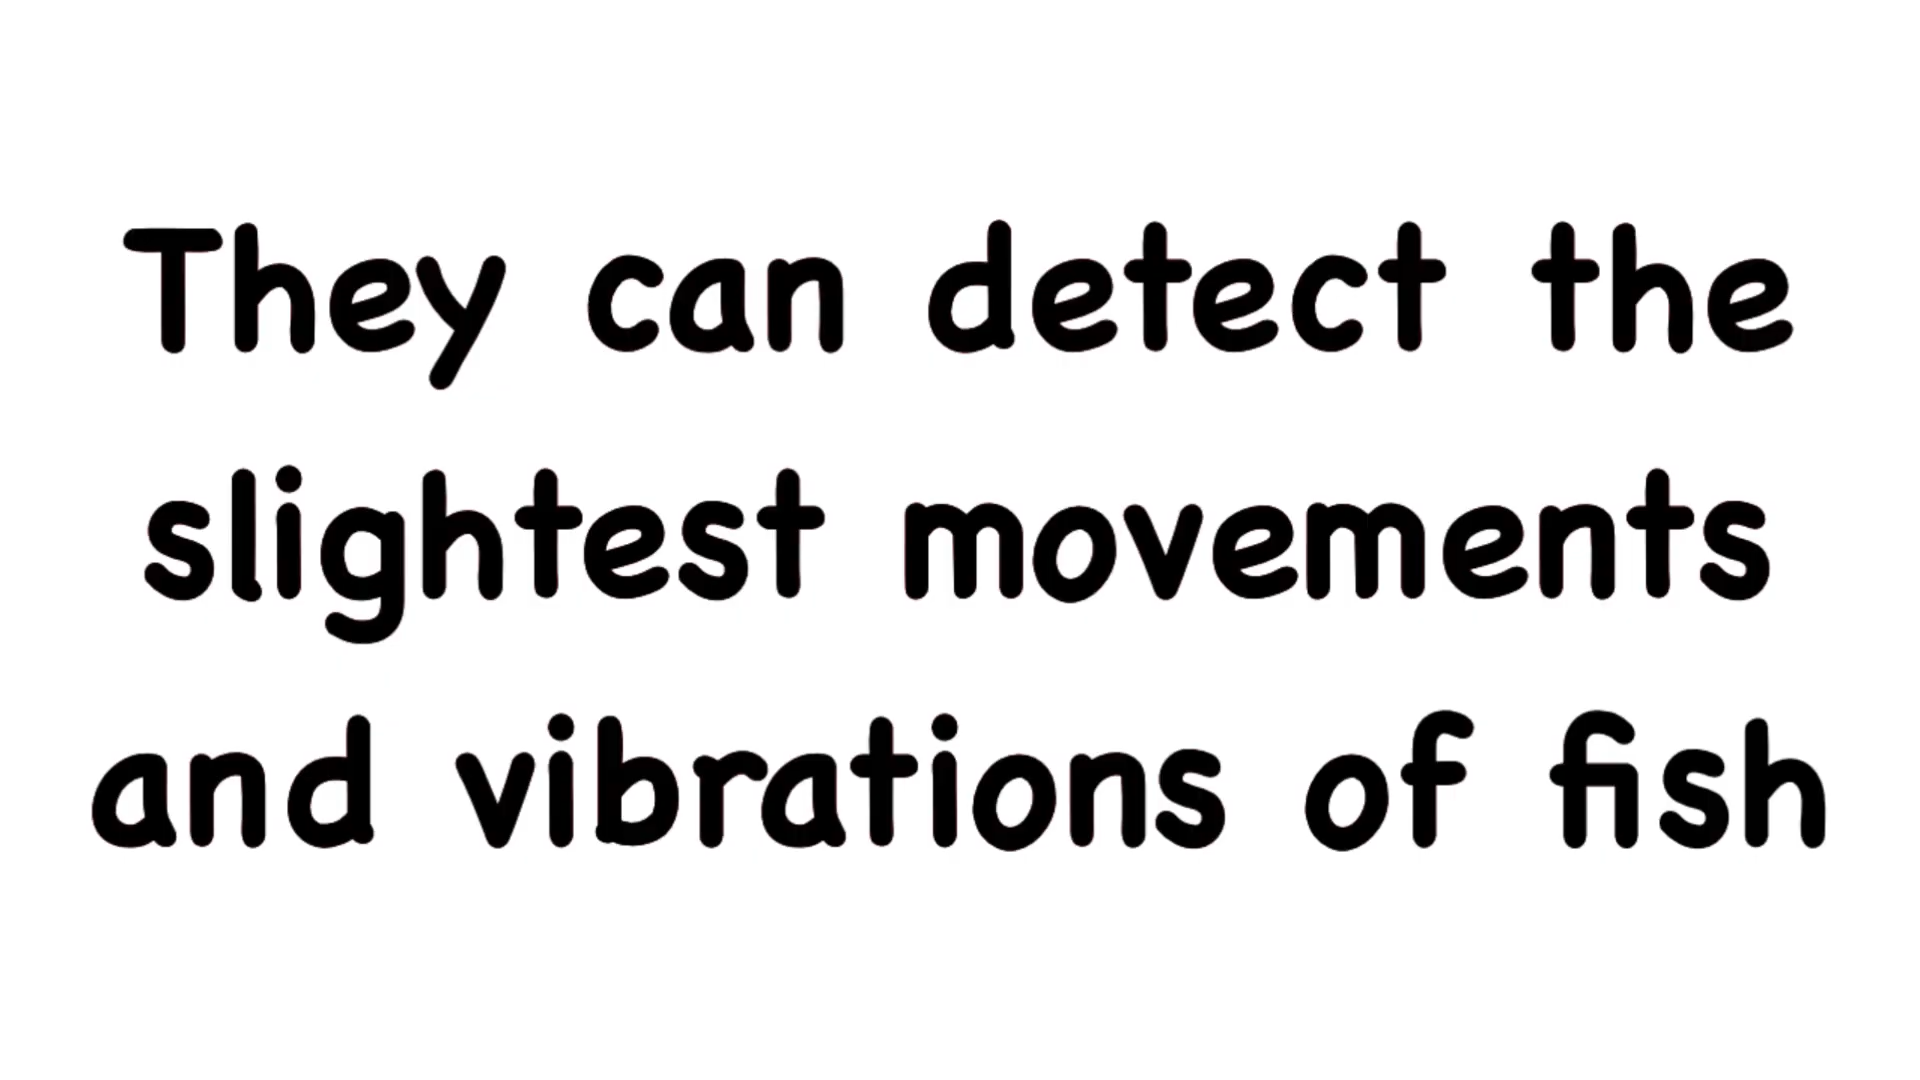 They can detect the
slightest movements
and vibrations of fish